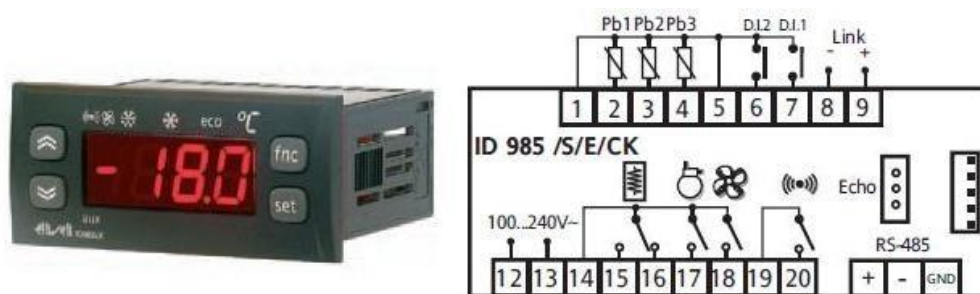 eco °C
-18.0
fnc
set
aux
eliwell
Pb1 Pb2 Pb3 D.I.2 D.I.1 Link
- +
1 2 3 4 5 6 7 8 9
ID 985 /S/E/CK
Echo
100...240V~
RS-485
12 13 14 15 16 17 18 19 20 + - GND